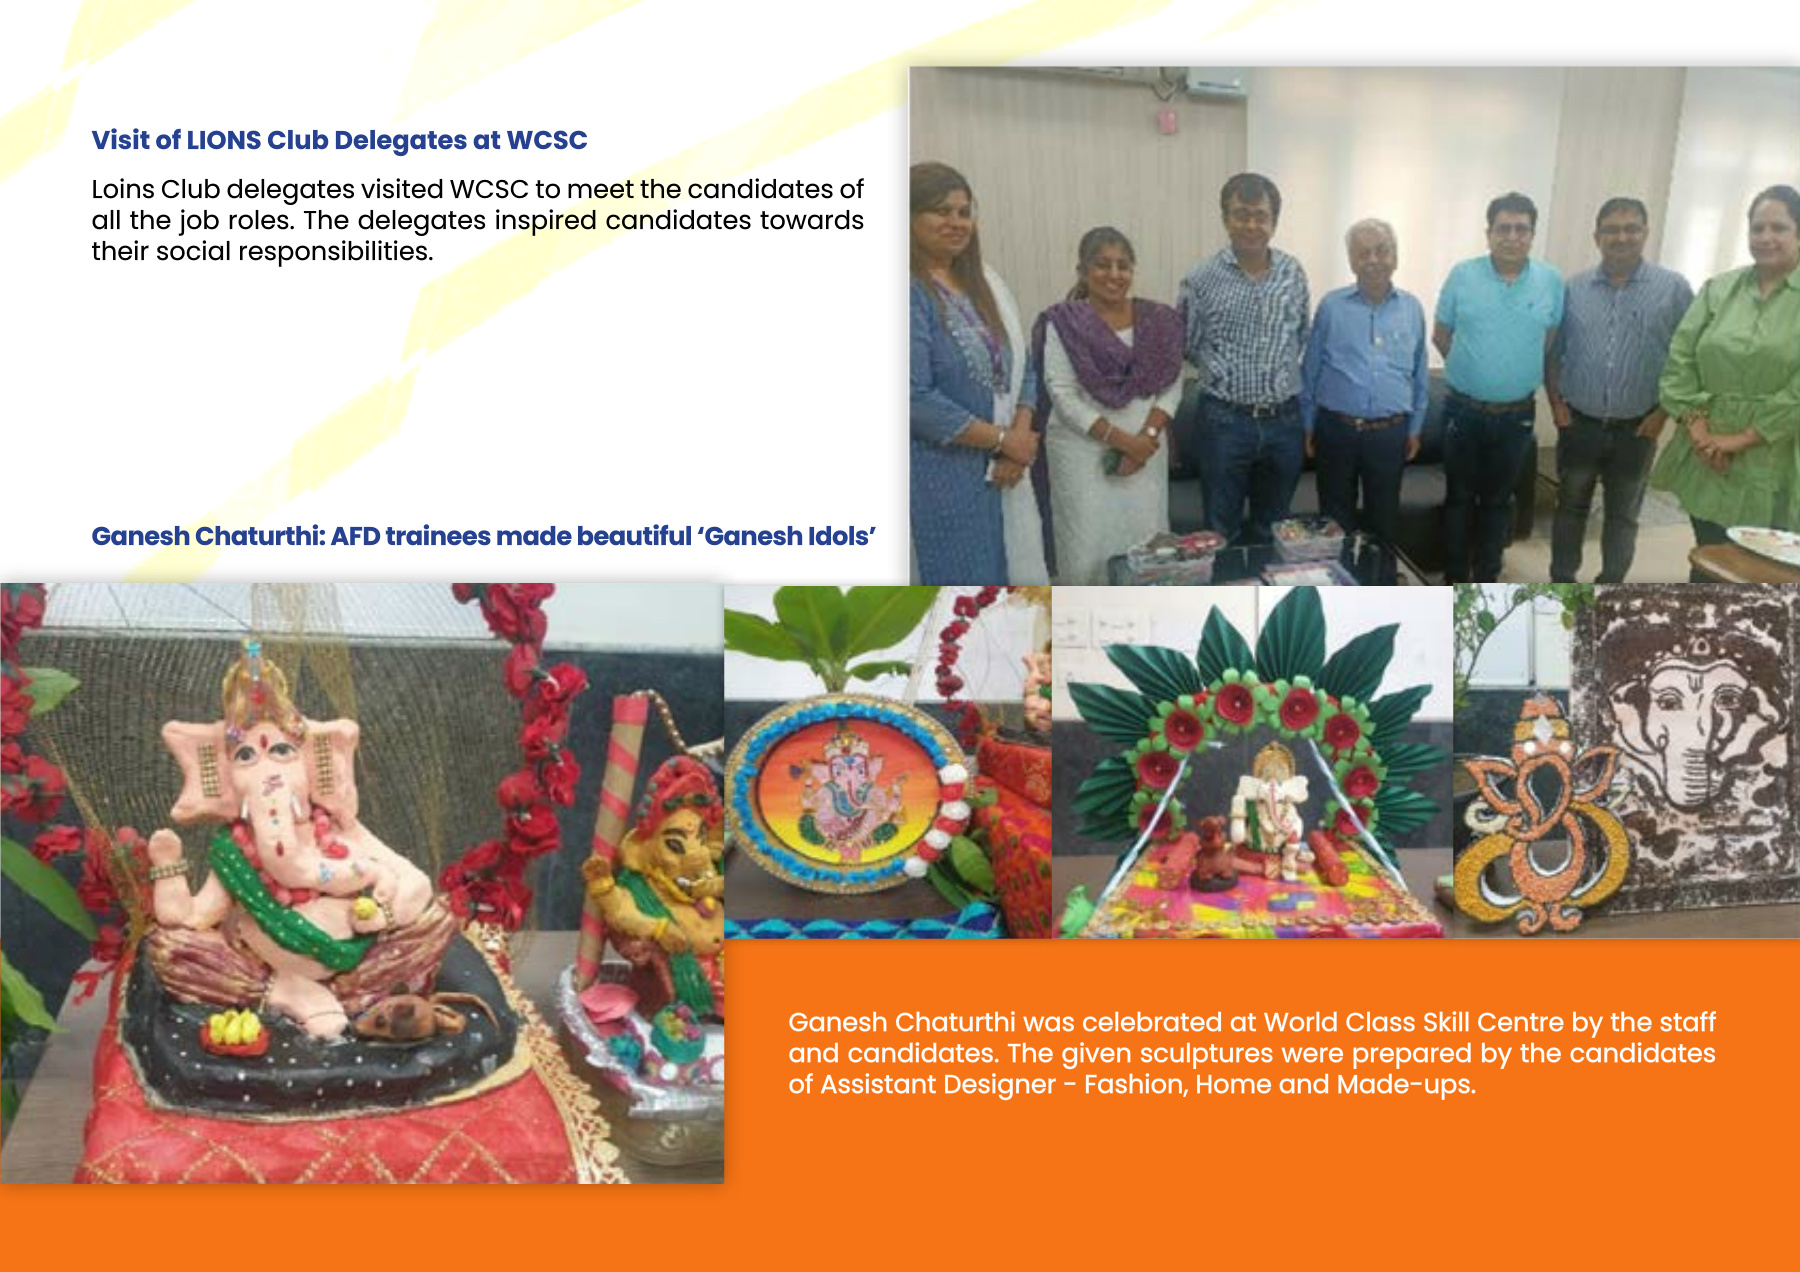 Visit of LIONS Club Delegates at WCSC
Loins Club delegates visited WCSC to meet the candidates of
all the job roles. The delegates inspired candidates towards
their social responsibilities.
Ganesh Chaturthi: AFD trainees made beautiful ‘Ganesh Idols’
Ganesh Chaturthi was celebrated at World Class Skill Centre by the staff
and candidates. The given sculptures were prepared by the candidates
of Assistant Designer - Fashion, Home and Made-ups.